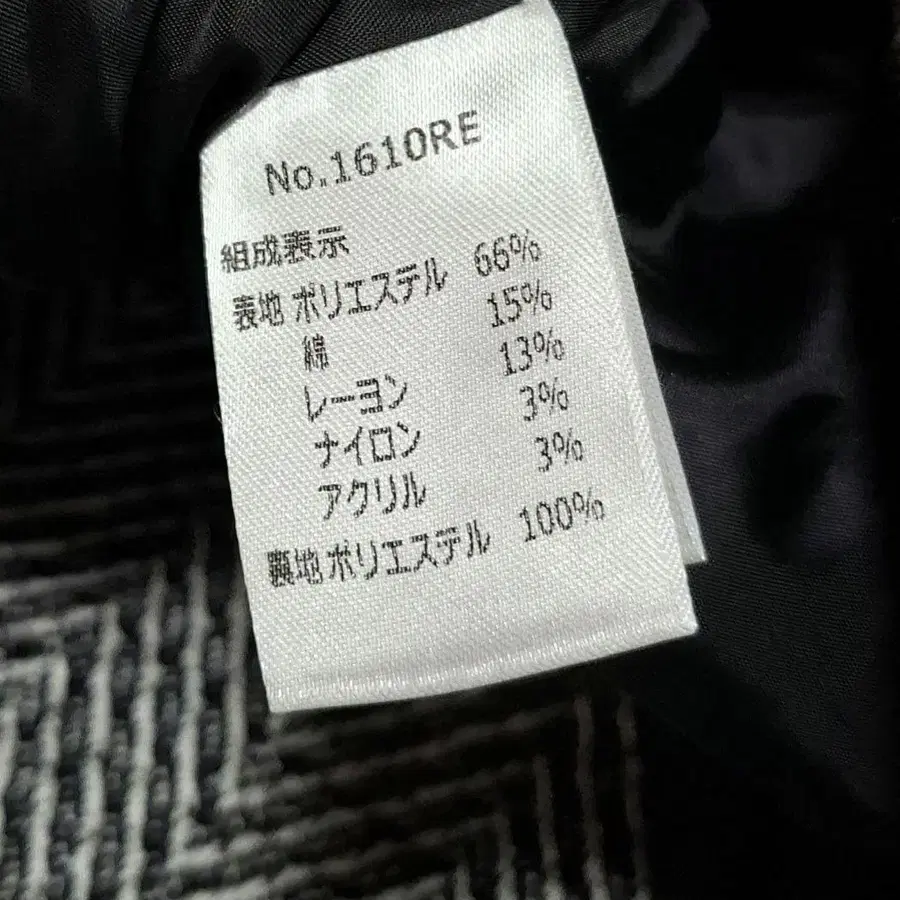 No.1610RE
組成表示
表地 ポリエステル 66%
綿 15%
レーヨン 13%
ナイロン 3%
アクリル 3%
裏地 ポリエステル 100%